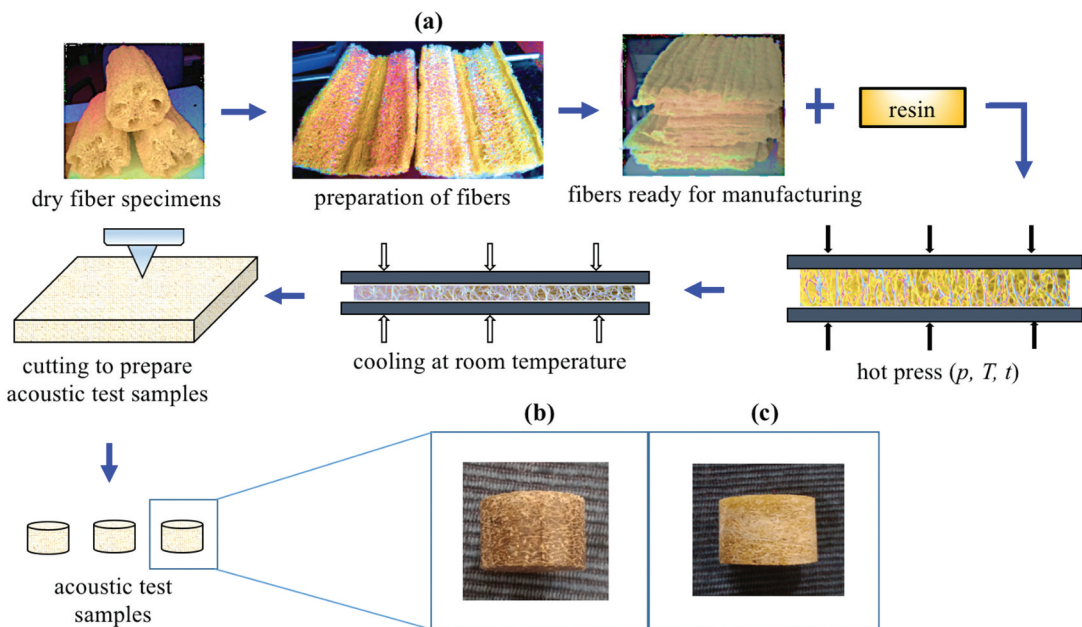 (a)
resin
dry fiber specimens
preparation of fibers
fibers ready for manufacturing
hot press (p, T, t)
cooling at room temperature
cutting to prepare
acoustic test samples
(b)
(c)
acoustic test
samples